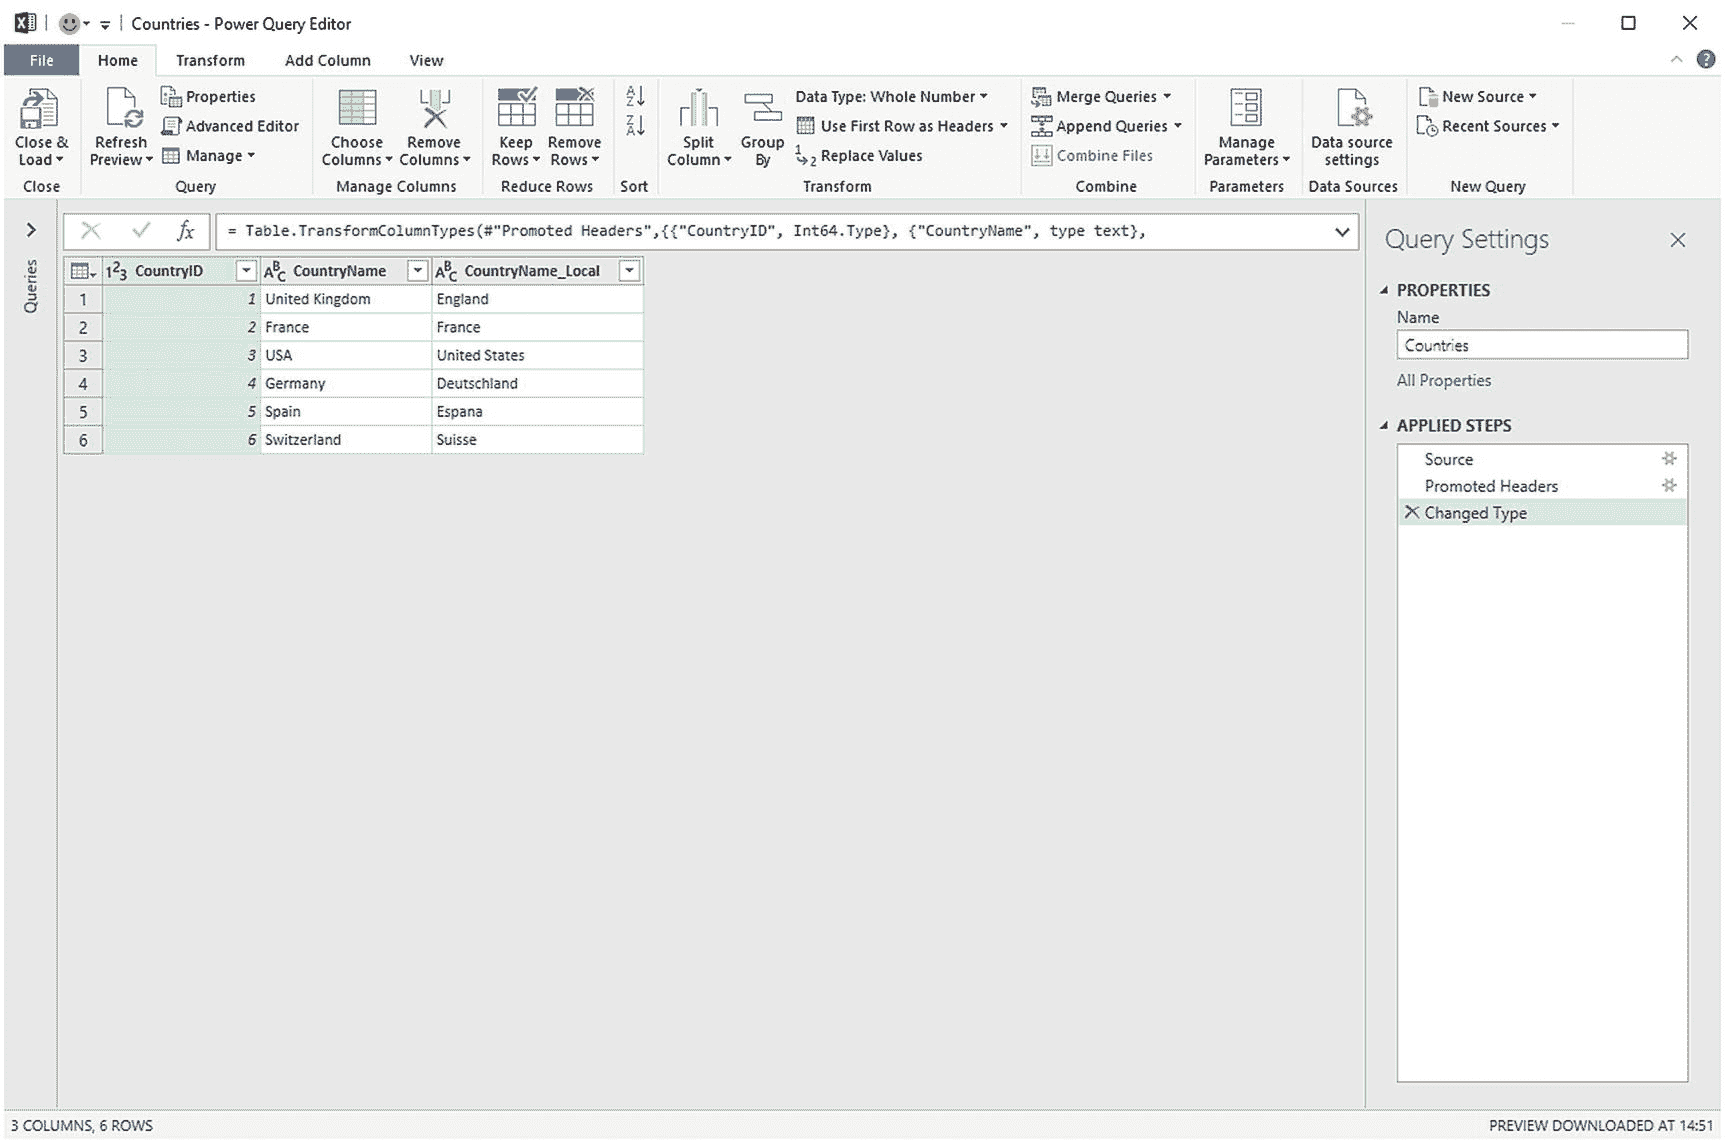 Countries - Power Query Editor
File Home Transform Add Column View
Close & Load
Close
Refresh Preview
Properties
Advanced Editor
Manage
Query
Choose Columns
Remove Columns
Manage Columns
Keep Rows
Remove Rows
Reduce Rows
Sort
Split Column
Group By
Data Type: Whole Number
Use First Row as Headers
Replace Values
Transform
Merge Queries
Append Queries
Combine Files
Combine
Manage Parameters
Parameters
Data source settings
Data Sources
New Source
Recent Sources
New Query
Queries
fx = Table.TransformColumnTypes(#"Promoted Headers",{{"CountryID", Int64.Type}, {"CountryName", type text},
123 CountryID ABC CountryName ABC CountryName_Local
1 1 United Kingdom England
2 2 France France
3 3 USA United States
4 4 Germany Deutschland
5 5 Spain Espana
6 6 Switzerland Suisse
Query Settings
PROPERTIES
Name
Countries
All Properties
APPLIED STEPS
Source
Promoted Headers
Changed Type
3 COLUMNS, 6 ROWS
PREVIEW DOWNLOADED AT 14:51